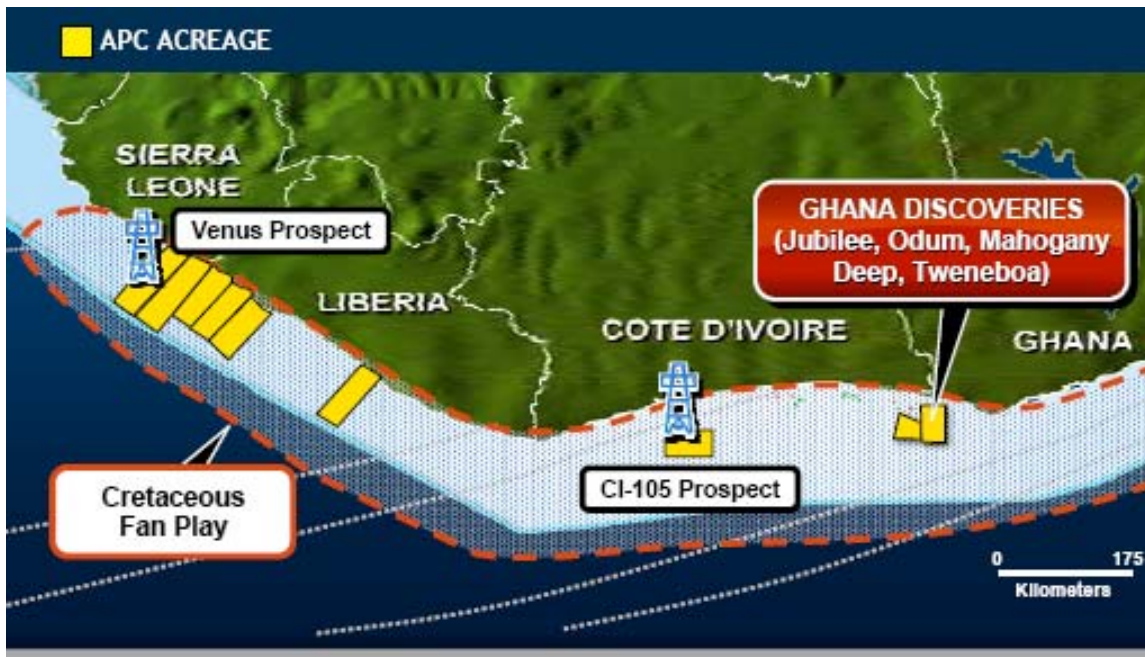 APC ACREAGE
SIERRA
LEONE
Venus Prospect
GHANA DISCOVERIES
(Jubilee, Odum, Mahogany
Deep, Tweneboa)
LIBERIA
COTE D'IVOIRE
GHANA
Cretaceous
Fan Play
CI-105 Prospect
0 175
Kilometers